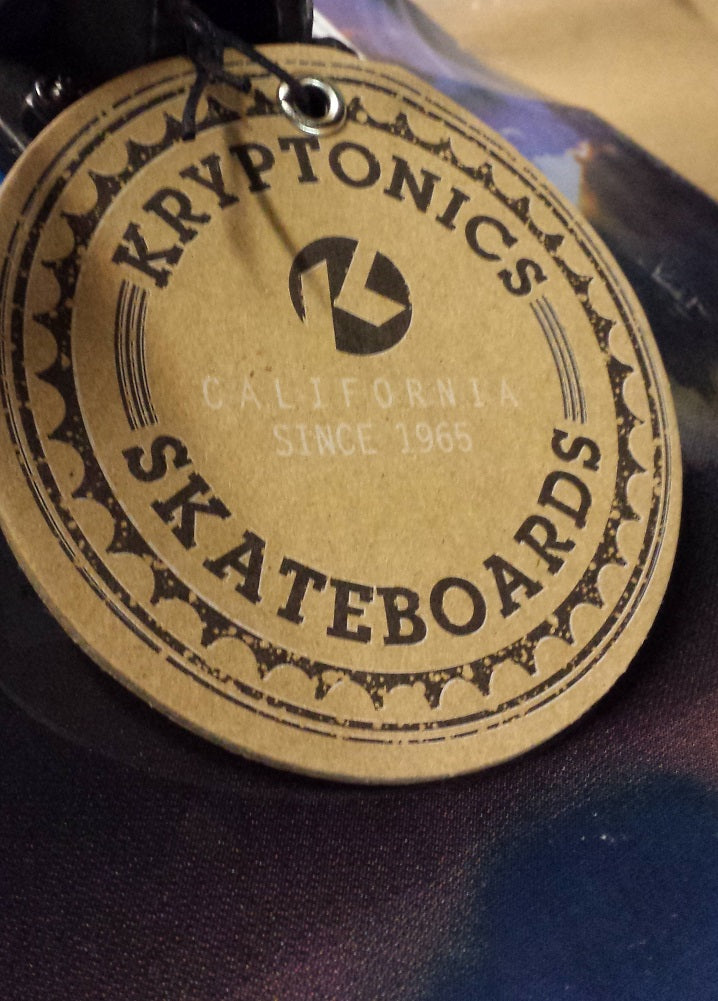 KRYPTONICS
CALIFORNIA
SINCE 1965
SKATEBOARDS